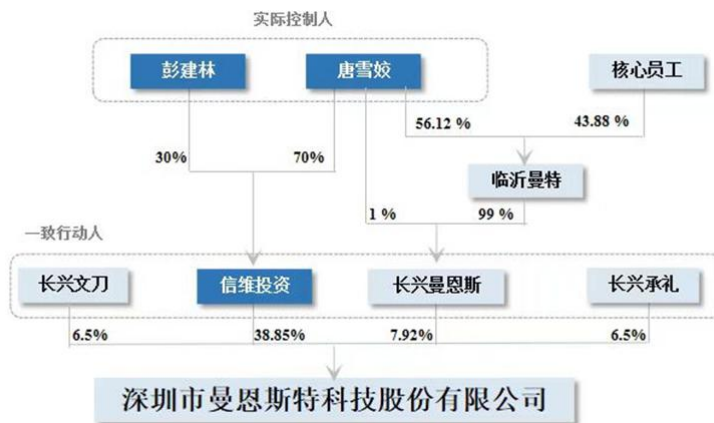 实际控制人
彭建林
唐雪姣
核心员工
56.12 %
43.88 %
30%
70%
临沂曼特
1 %
99 %
一致行动人
长兴文刀
信维投资
长兴曼恩斯
长兴承礼
6.5%
38.85%
7.92%
6.5%
深圳市曼恩斯特科技股份有限公司